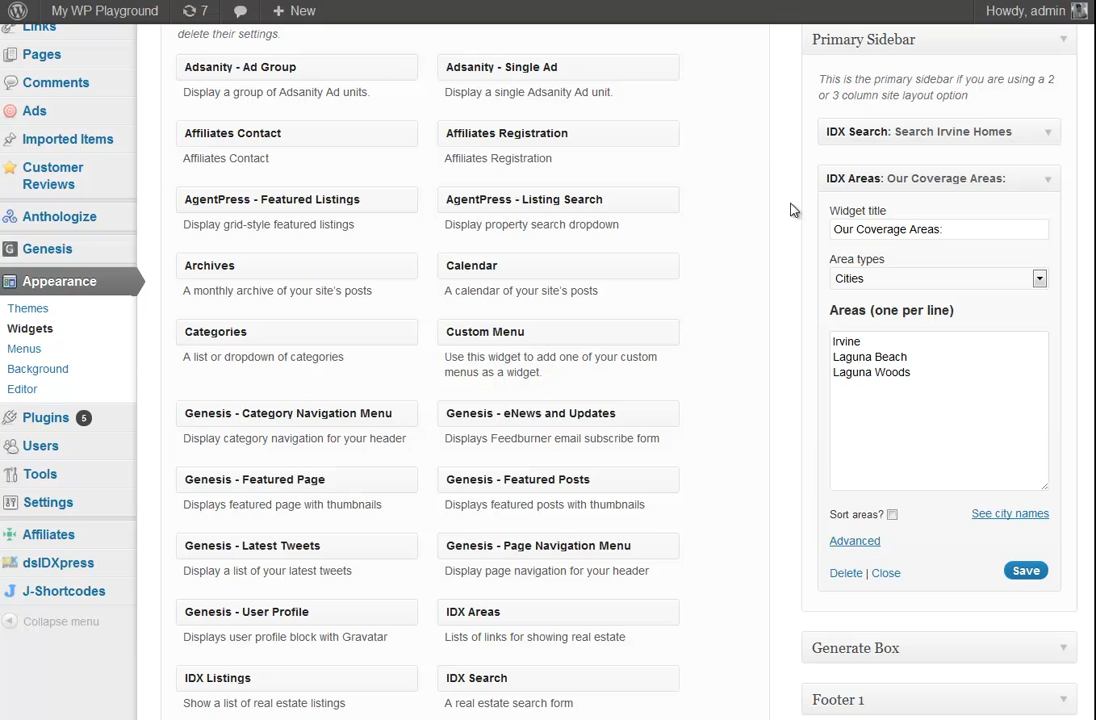 My WP Playground
7
New
Howdy, admin
Links
Pages
Comments
Ads
Imported Items
Customer
Reviews
Anthologize
Genesis
Appearance
Themes
Widgets
Menus
Background
Editor
Plugins 5
Users
Tools
Settings
Affiliates
dsIDXpress
J-Shortcodes
Collapse menu
delete their settings.
Adsanity - Ad Group
Display a group of Adsanity Ad units.
Adsanity - Single Ad
Display a single Adsanity Ad unit.
Affiliates Contact
Affiliates Contact
Affiliates Registration
Affiliates Registration
AgentPress - Featured Listings
Display grid-style featured listings
AgentPress - Listing Search
Display property search dropdown
Archives
A monthly archive of your site's posts
Calendar
A calendar of your site's posts
Categories
A list or dropdown of categories
Custom Menu
Use this widget to add one of your custom
menus as a widget.
Genesis - Category Navigation Menu
Display category navigation for your header
Genesis - eNews and Updates
Displays Feedburner email subscribe form
Genesis - Featured Page
Displays featured page with thumbnails
Genesis - Featured Posts
Displays featured posts with thumbnails
Genesis - Latest Tweets
Display a list of your latest tweets
Genesis - Page Navigation Menu
Display page navigation for your header
Genesis - User Profile
Displays user profile block with Gravatar
IDX Areas
Lists of links for showing real estate
IDX Listings
Show a list of real estate listings
IDX Search
A real estate search form
Primary Sidebar
This is the primary sidebar if you are using a 2
or 3 column site layout option
IDX Search: Search Irvine Homes
IDX Areas: Our Coverage Areas:
Widget title
Our Coverage Areas:
Area types
Cities
Areas (one per line)
Irvine
Laguna Beach
Laguna Woods
Sort areas?
See city names
Advanced
Delete | Close
Save
Generate Box
Footer 1